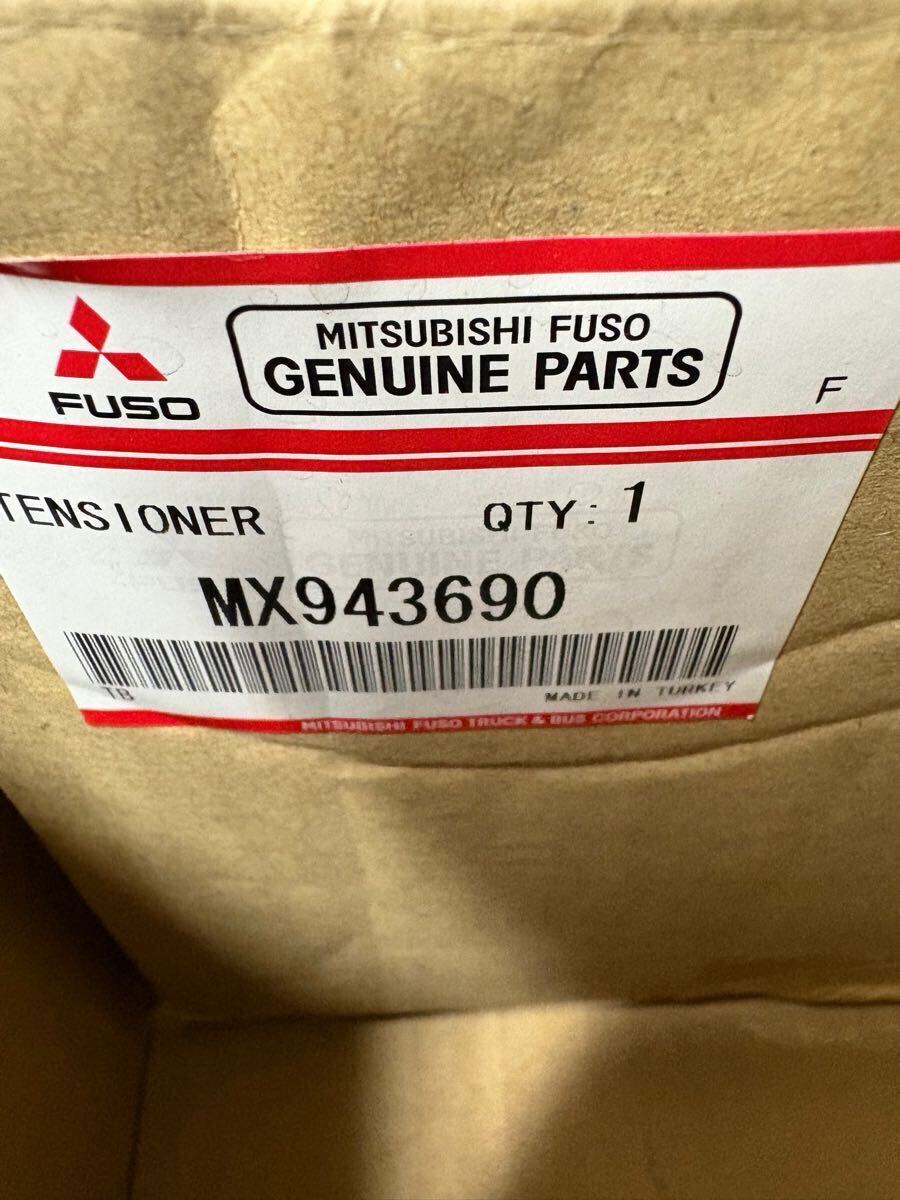 MITSUBISHI FUSO
GENUINE PARTS
FUSO
F
TENSIONER QTY: 1
MX943690
TB MADE IN TURKEY
MITSUBISHI FUSO TRUCK & BUS CORPORATION